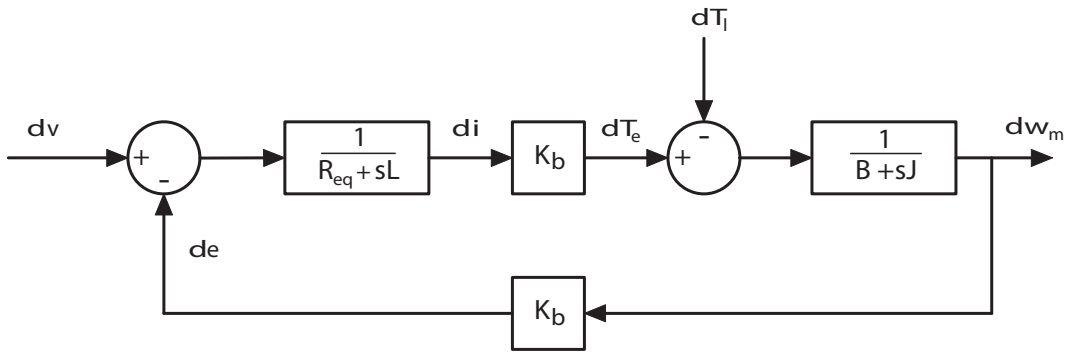 dT_l
dv
+
-
1
R_eq + sL
di
K_b
dT_e
+
-
1
B + sJ
dw_m
de
K_b